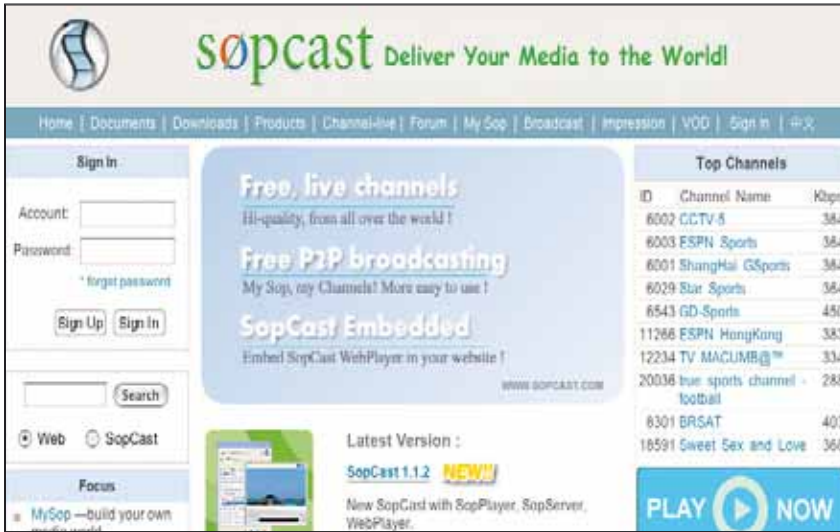 søpcast Deliver Your Media to the World!
Home | Documents | Downloads | Products | Channel-live | Forum | My Sop | Broadcast | Impression | VOD | Sign In | 中文
Sign In
Account:
Password:
* forgot password
Sign Up Sign In
Search
Web SopCast
Focus
MySop —build your own
media world
Free, live channels
Hi-quality, from all over the world !
Free P2P broadcasting
My Sop, my Channels! More easy to use !
SopCast Embedded
Embed SopCast WebPlayer in your website !
WWW.SOPCAST.COM
Latest Version :
SopCast 1.1.2 NEW!!
New SopCast with SopPlayer, SopServer,
WebPlayer.
Top Channels
ID Channel Name
6002 CCTV-5
6003 ESPN Sports
6001 ShangHai GSports
6029 Star Sports
6543 GD-Sports
11266 ESPN HongKong
12234 TV MACUMB@™
20036 true sports channel -
football
8301 BRSAT
18591 Sweet Sex and Love
PLAY NOW